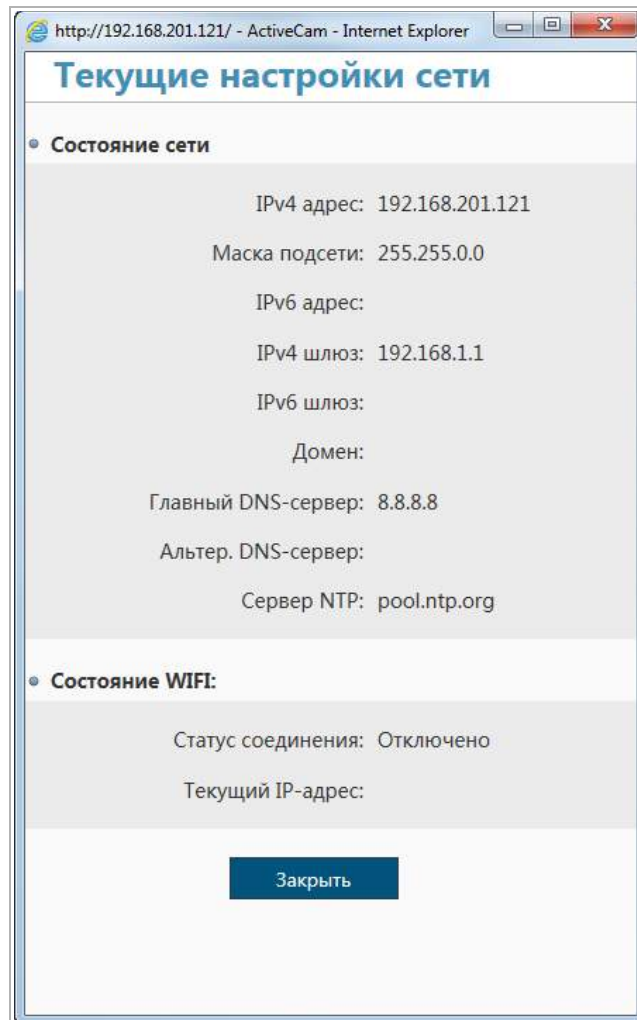 http://192.168.201.121/ - ActiveCam - Internet Explorer
Текущие настройки сети
Состояние сети
IPv4 адрес: 192.168.201.121
Маска подсети: 255.255.0.0
IPv6 адрес:
IPv4 шлюз: 192.168.1.1
IPv6 шлюз:
Домен:
Главный DNS-сервер: 8.8.8.8
Альтер. DNS-сервер:
Сервер NTP: pool.ntp.org
Состояние WIFI:
Статус соединения: Отключено
Текущий IP-адрес:
Закрыть